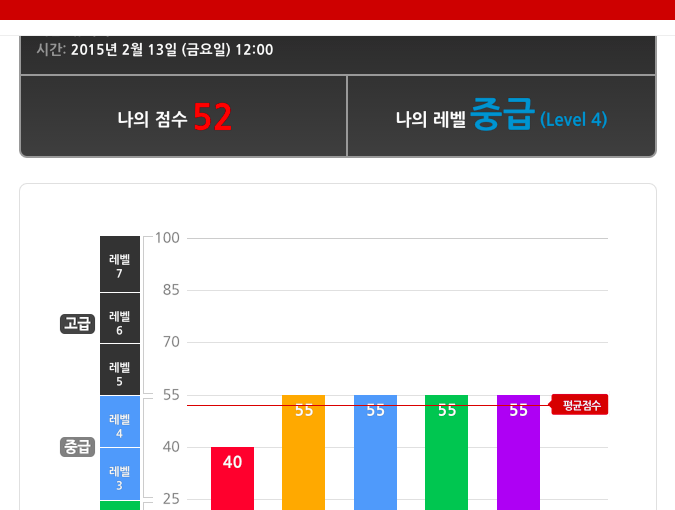 시간: 2015년 2월 13일 (금요일) 12:00
나의 점수 52
나의 레벨 중급 (Level 4)
100
레벨
7
85
고급
레벨
6
70
레벨
5
55
55 55 55 55
평균점수
레벨
4
중급
40
40
레벨
3
25